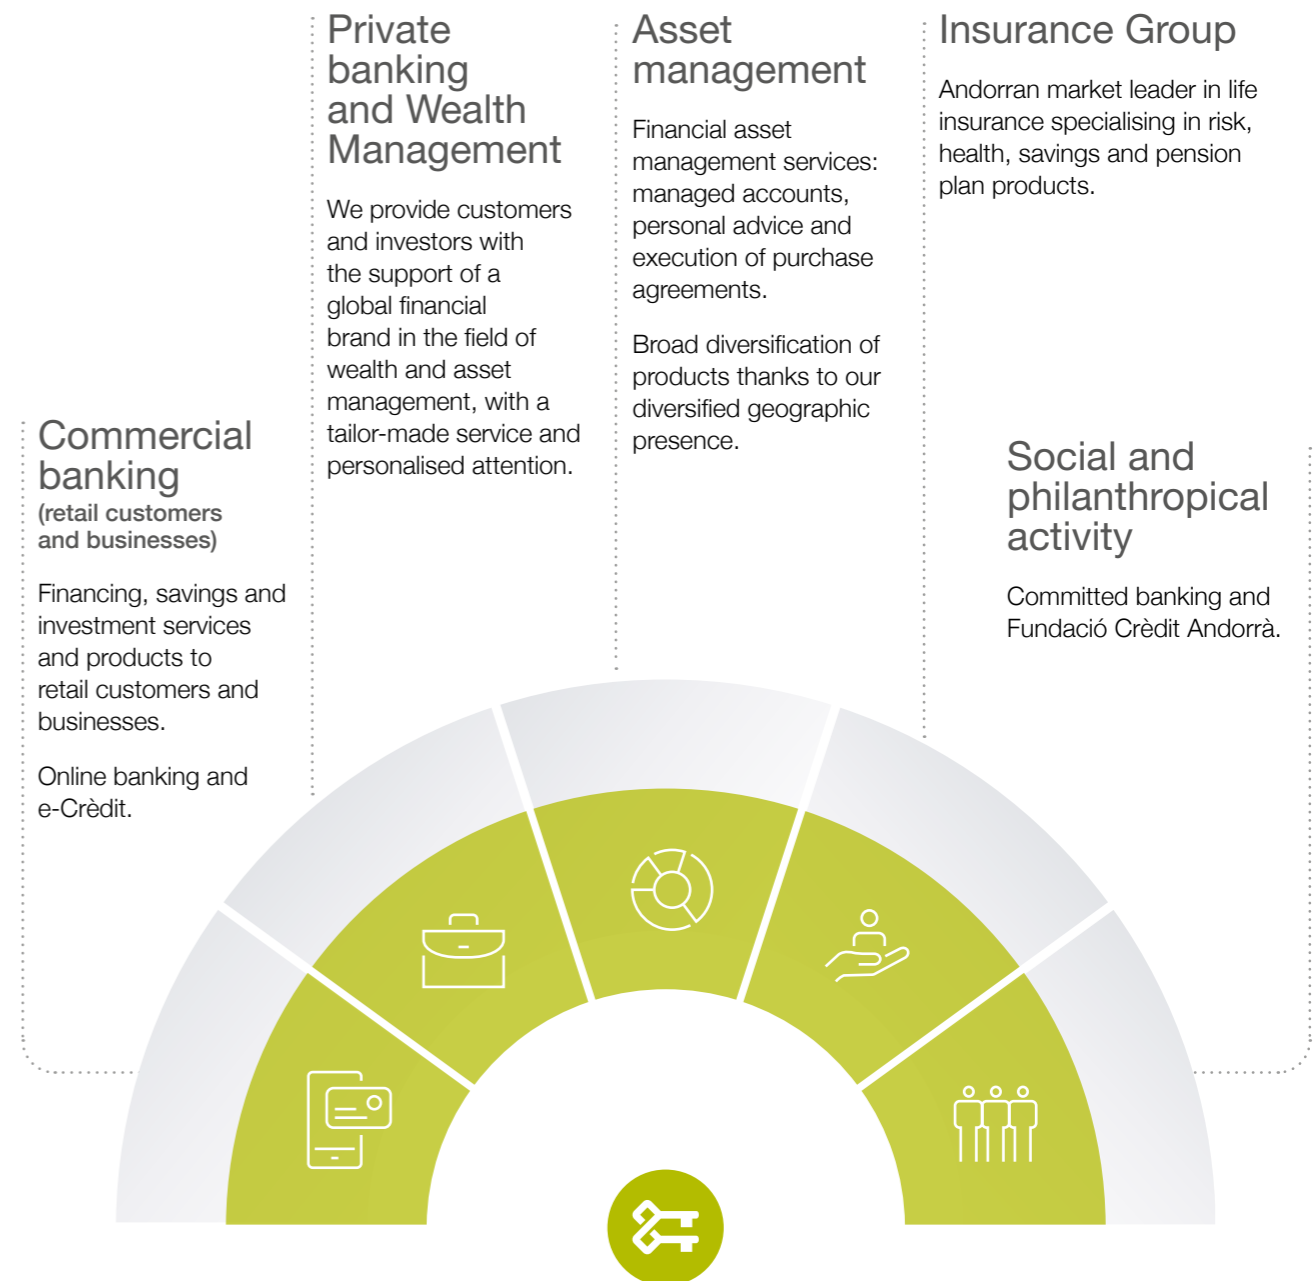 Commercial
banking
(retail customers
and businesses)
Financing, savings and
investment services
and products to
retail customers and
businesses.
Online banking and
e-Crèdit.
Private
banking
and Wealth
Management
We provide customers
and investors with
the support of a
global financial
brand in the field of
wealth and asset
management, with a
tailor-made service and
personalised attention.
Asset
management
Financial asset
management services:
managed accounts,
personal advice and
execution of purchase
agreements.
Broad diversification of
products thanks to our
diversified geographic
presence.
Insurance Group
Andorran market leader in life
insurance specialising in risk,
health, savings and pension
plan products.
Social and
philanthropical
activity
Committed banking and
Fundació Crèdit Andorrà.